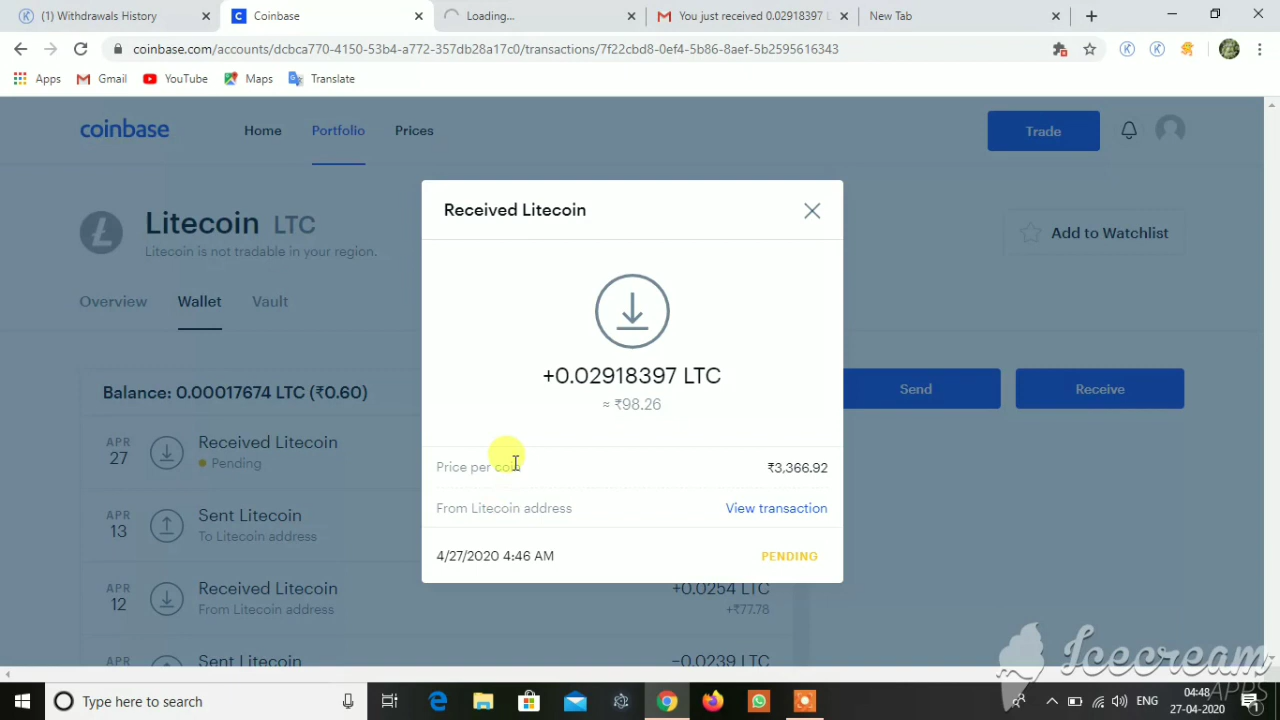 (1) Withdrawals History
Coinbase
Loading...
You just received 0.02918397 L
New Tab
coinbase.com/accounts/dcbca770-4150-53b4-a772-357db28a17c0/transactions/7f22cbd8-0ef4-5b86-8aef-5b2595616343
Apps
Gmail
YouTube
Maps
Translate
coinbase
Home
Portfolio
Prices
Trade
Litecoin LTC
Litecoin is not tradable in your region.
Add to Watchlist
Overview
Wallet
Vault
Balance: 0.00017674 LTC (₹0.60)
Send
Receive
APR
27
Received Litecoin
Pending
APR
13
Sent Litecoin
To Litecoin address
APR
12
Received Litecoin
From Litecoin address
+0.0254 LTC
+₹77.78
APR
Sent Litecoin
−0.0239 LTC
Received Litecoin
+0.02918397 LTC
≈ ₹98.26
Price per coin
₹3,366.92
From Litecoin address
View transaction
4/27/2020 4:46 AM
PENDING
Icecream
APPS
Type here to search
ENG
04:48
27-04-2020
1